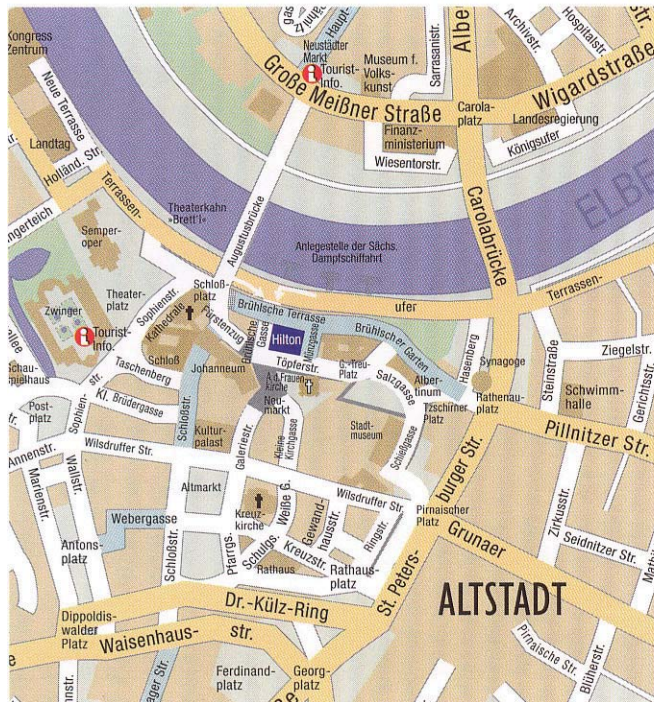 Kongress
Zentrum
Neue Terrasse
Landtag
Holländ. Str.
Haupt-
Neustädter
Markt
Tourist-
Info.
Museum f.
Volks-
kunst
Sarrasanistr.
Albe
Archivstr.
Hospitalstr.
Große Meißner Straße
Carola-
platz
Wigardstraße
Finanz-
ministerium
Landesregierung
Wiesentorstr.
Königsufer
Terrassen-
Theaterkahn
»Brett'l«
Augustusbrücke
Carolabrücke
ELBE
Anlegestelle der Sächs.
Dampfschiffahrt
ufer
Terrassen-
ngerteich
Semper-
oper
Theater-
platz
Zwinger
Tourist-
Info.
allee
Schau-
spielhaus
Schloß-
platz
Sophienstr.
Kathedrale
Fürstenzug
Brühlsche Terrasse
Brühlsche
Gasse
Hilton
Münzgasse
Brühlscher Garten
Schloß
Johanneum
Taschenberg
Töpferstr.
G.-Treu-
Platz
Salzgasse
Alber-
tinum
Hasenberg
Synagoge
Rathenauplatz
Steinstraße
Ziegelstr.
Gerichtsstr.
Schwimm-
halle
Tzschirner
Platz
Pillnitzer Str.
A.d.Frauen
kirche
Neu-
markt
Kl. Brüdergasse
Sophien-
str.
Post-
platz
Schloßstr.
Kultur-
palast
Galeriestr.
Kleine
Kirchgasse
Stadt-
museum
Schießgasse
Annenstr.
Wilsdruffer Str.
Wilsdruffer Str.
Marienstr.
Wallstr.
Altmarkt
Webergasse
Antons-
platz
Schloßstr.
Kreuz-
kirche
Pfarrgs.
Schulgs.
Weiße G.
Gewand-
hausstr.
Kreuzstr.
Ringstr.
Rathaus
Rathaus-
platz
Pirnaischer
Platz
St. Peters-
burger Str.
Grunaer
Zirkusstr.
Seidnitzer Str.
ALTSTADT
Dr.-Külz-Ring
Dippoldis-
walder
Platz
Waisenhaus-
str.
Ferdinand-
platz
Georg-
platz
Pirnaische Str.
Blüherstr.